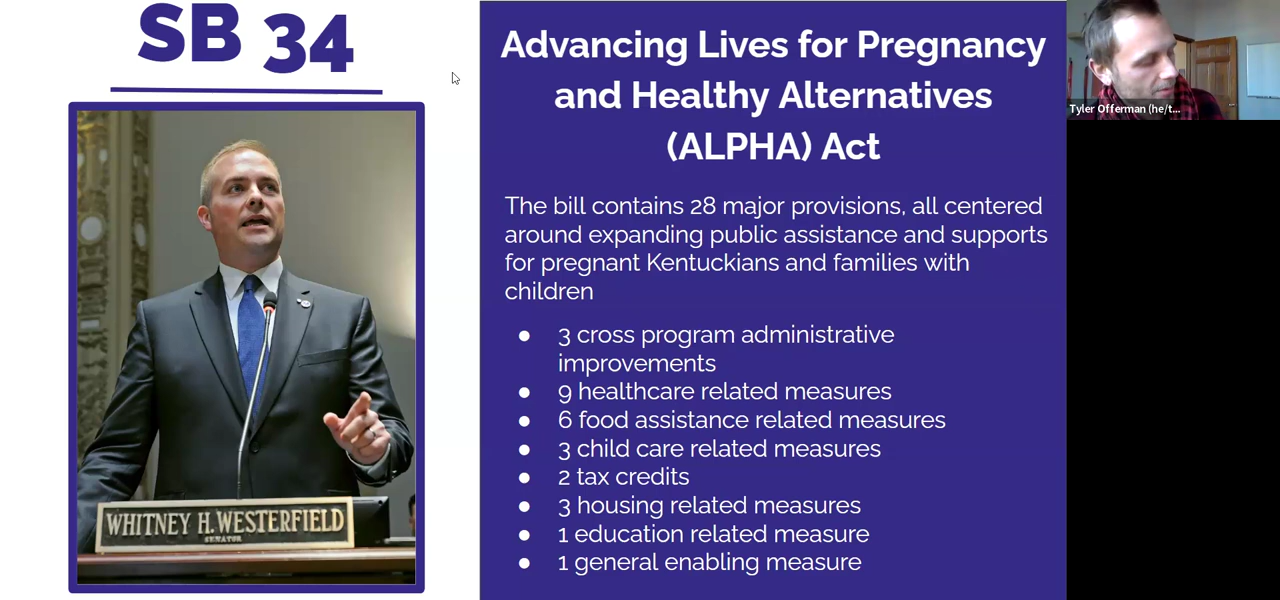 SB 34
Advancing Lives for Pregnancy
and Healthy Alternatives
(ALPHA) Act
The bill contains 28 major provisions, all centered
around expanding public assistance and supports
for pregnant Kentuckians and families with
children
● 3 cross program administrative
improvements
● 9 healthcare related measures
● 6 food assistance related measures
● 3 child care related measures
● 2 tax credits
● 3 housing related measures
● 1 education related measure
● 1 general enabling measure
WHITNEY H. WESTERFIELD
SENATOR
Tyler Offerman (he/t...